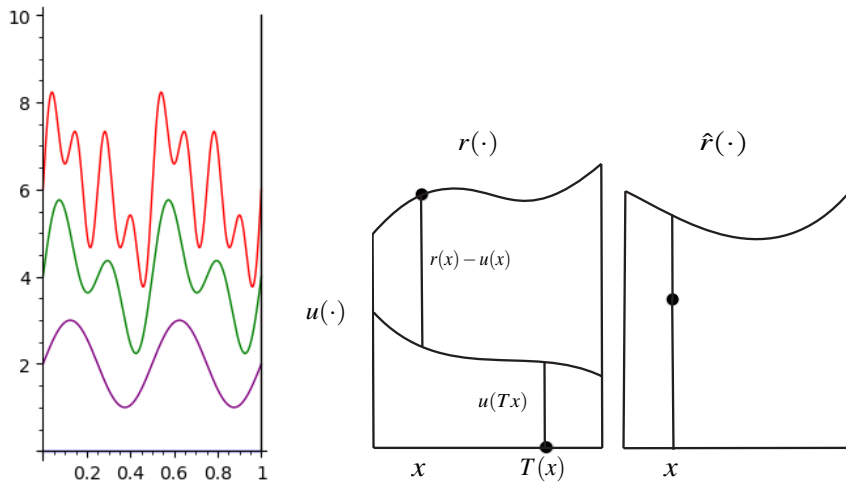 10
8
6
4
2
0.2 0.4 0.6 0.8 1
r(·)
r̂(·)
r(x) − u(x)
u(·)
u(Tx)
x
T(x)
x